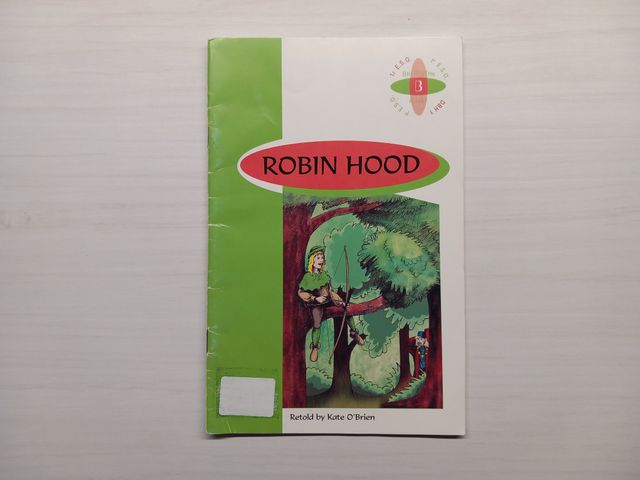 B
ROBIN HOOD
Retold by Kate O'Brien